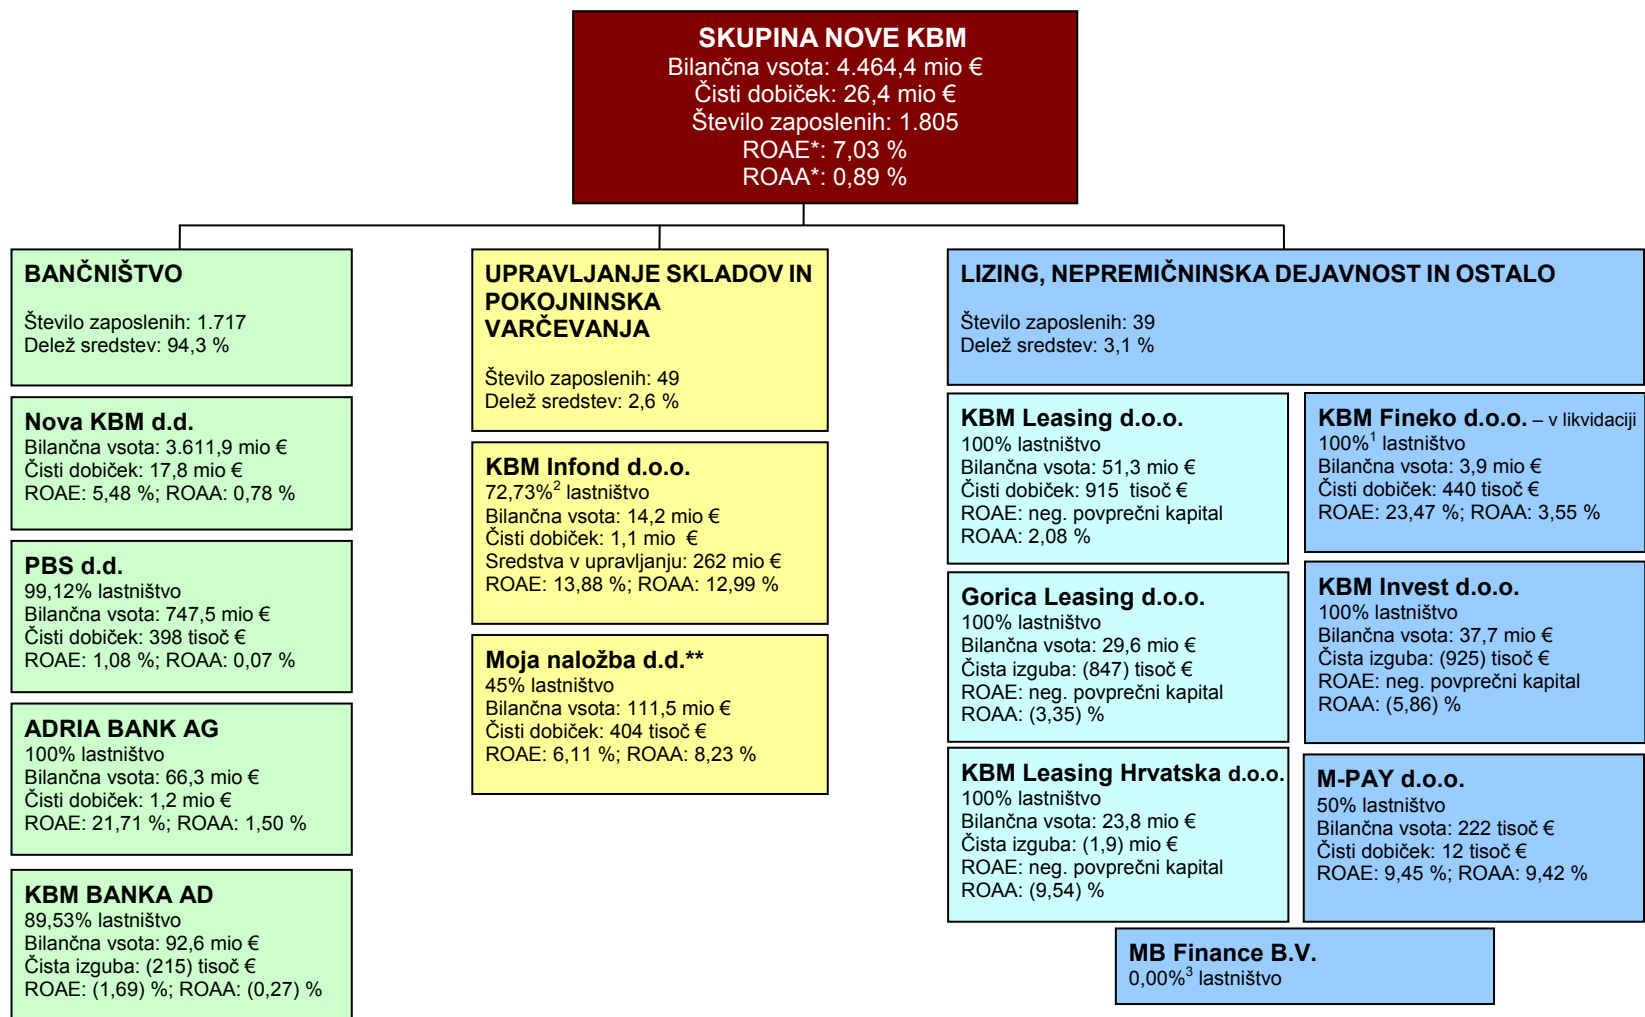 SKUPINA NOVE KBM
Bilančna vsota: 4.464,4 mio €
Čisti dobiček: 26,4 mio €
Število zaposlenih: 1.805
ROAE*: 7,03 %
ROAA*: 0,89 %
BANČNIŠTVO
Število zaposlenih: 1.717
Delež sredstev: 94,3 %
Nova KBM d.d.
Bilančna vsota: 3.611,9 mio €
Čisti dobiček: 17,8 mio €
ROAE: 5,48 %; ROAA: 0,78 %
PBS d.d.
99,12% lastništvo
Bilančna vsota: 747,5 mio €
Čisti dobiček: 398 tisoč €
ROAE: 1,08 %; ROAA: 0,07 %
ADRIA BANK AG
100% lastništvo
Bilančna vsota: 66,3 mio €
Čisti dobiček: 1,2 mio €
ROAE: 21,71 %; ROAA: 1,50 %
KBM BANKA AD
89,53% lastništvo
Bilančna vsota: 92,6 mio €
Čista izguba: (215) tisoč €
ROAE: (1,69) %; ROAA: (0,27) %
UPRAVLJANJE SKLADOV IN
POKOJNINSKA
VARČEVANJA
Število zaposlenih: 49
Delež sredstev: 2,6 %
KBM Infond d.o.o.
72,73%² lastništvo
Bilančna vsota: 14,2 mio €
Čisti dobiček: 1,1 mio €
Sredstva v upravljanju: 262 mio €
ROAE: 13,88 %; ROAA: 12,99 %
Moja naložba d.d.**
45% lastništvo
Bilančna vsota: 111,5 mio €
Čisti dobiček: 404 tisoč €
ROAE: 6,11 %; ROAA: 8,23 %
LIZING, NEPREMIČNINSKA DEJAVNOST IN OSTALO
Število zaposlenih: 39
Delež sredstev: 3,1 %
KBM Leasing d.o.o.
100% lastništvo
Bilančna vsota: 51,3 mio €
Čisti dobiček: 915 tisoč €
ROAE: neg. povprečni kapital
ROAA: 2,08 %
Gorica Leasing d.o.o.
100% lastništvo
Bilančna vsota: 29,6 mio €
Čista izguba: (847) tisoč €
ROAE: neg. povprečni kapital
ROAA: (3,35) %
KBM Leasing Hrvatska d.o.o.
100% lastništvo
Bilančna vsota: 23,8 mio €
Čista izguba: (1,9) mio €
ROAE: neg. povprečni kapital
ROAA: (9,54) %
KBM Fineko d.o.o. – v likvidaciji
100%¹ lastništvo
Bilančna vsota: 3,9 mio €
Čisti dobiček: 440 tisoč €
ROAE: 23,47 %; ROAA: 3,55 %
KBM Invest d.o.o.
100% lastništvo
Bilančna vsota: 37,7 mio €
Čista izguba: (925) tisoč €
ROAE: neg. povprečni kapital
ROAA: (5,86) %
M-PAY d.o.o.
50% lastništvo
Bilančna vsota: 222 tisoč €
Čisti dobiček: 12 tisoč €
ROAE: 9,45 %; ROAA: 9,42 %
MB Finance B.V.
0,00%³ lastništvo